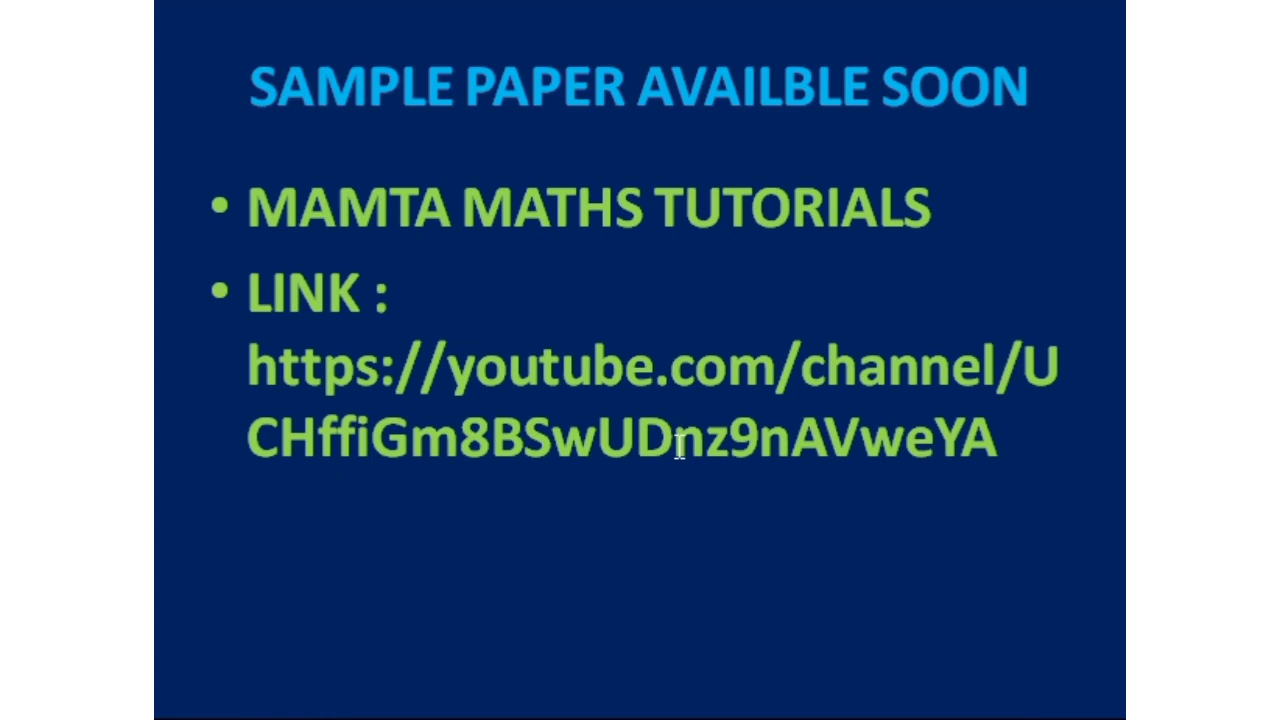 SAMPLE PAPER AVAILBLE SOON
• MAMTA MATHS TUTORIALS
• LINK :
https://youtube.com/channel/U
CHffiGm8BSwUDnz9nAVweYA